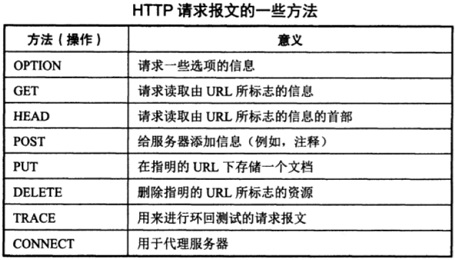 HTTP 请求报文的一些方法
方法（操作） 意义
OPTION 请求一些选项的信息
GET 请求读取由 URL 所标志的信息
HEAD 请求读取由 URL 所标志的信息的首部
POST 给服务器添加信息（例如，注释）
PUT 在指明的 URL 下存储一个文档
DELETE 删除指明的 URL 所标志的资源
TRACE 用来进行环回测试的请求报文
CONNECT 用于代理服务器